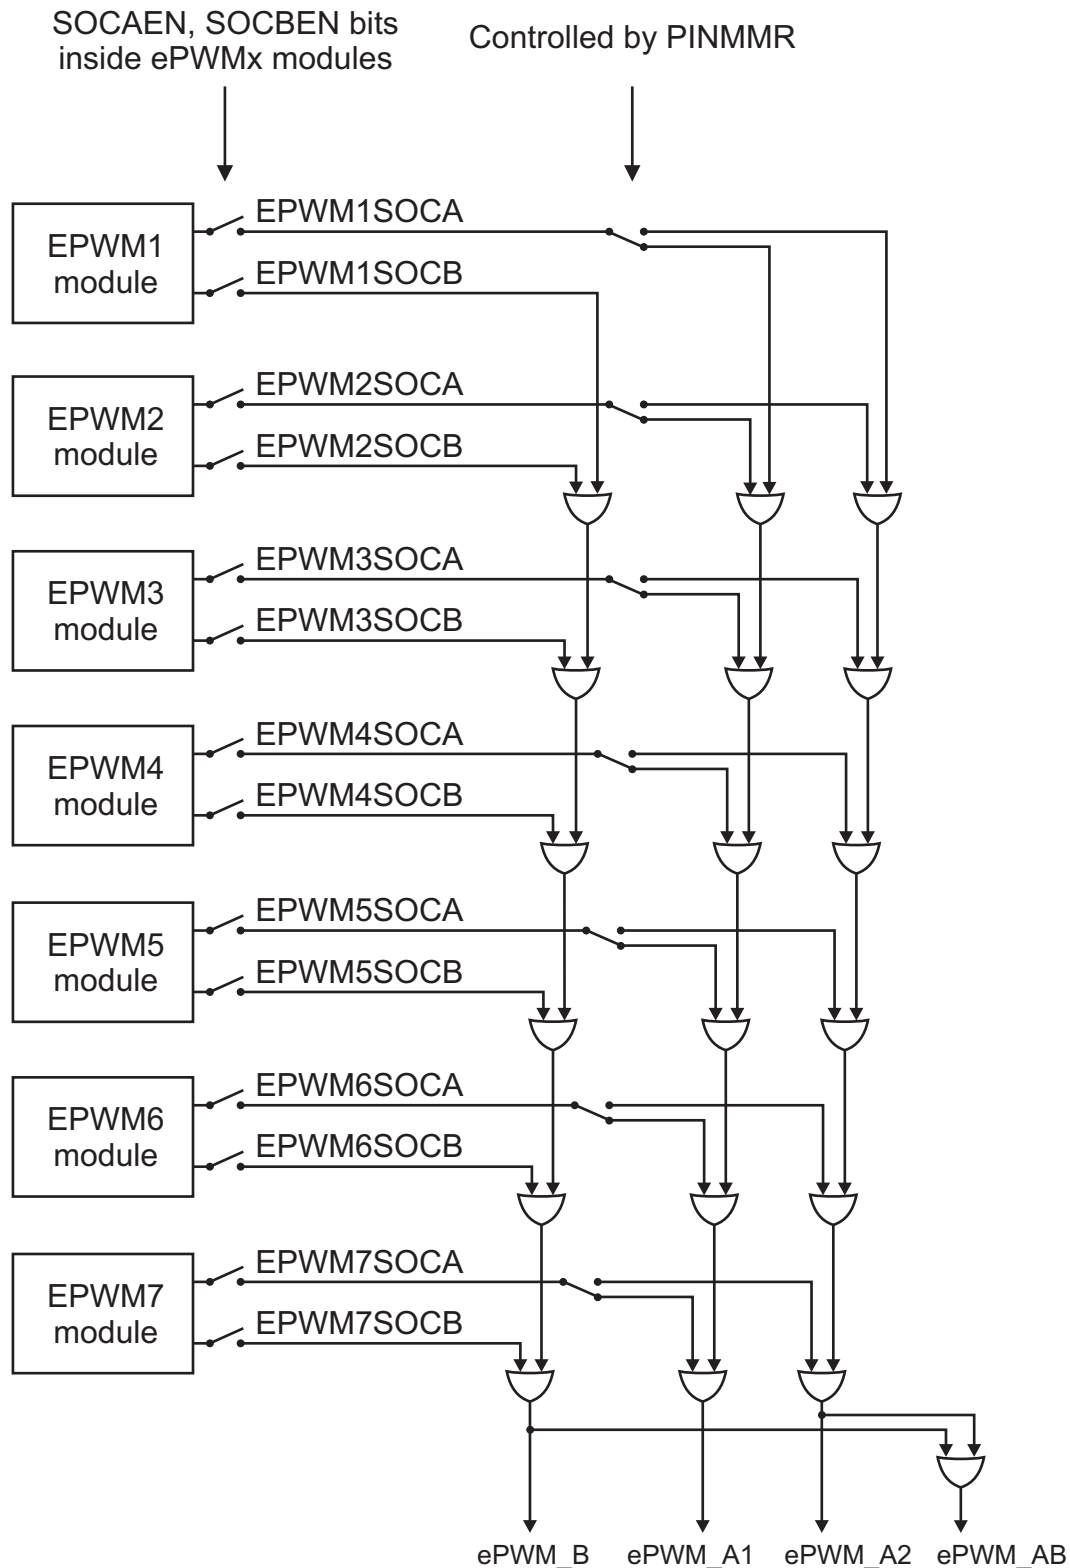 SOCAEN, SOCBEN bits
inside ePWMx modules
Controlled by PINMMR
EPWM1
module
EPWM1SOCA
EPWM1SOCB
EPWM2
module
EPWM2SOCA
EPWM2SOCB
EPWM3
module
EPWM3SOCA
EPWM3SOCB
EPWM4
module
EPWM4SOCA
EPWM4SOCB
EPWM5
module
EPWM5SOCA
EPWM5SOCB
EPWM6
module
EPWM6SOCA
EPWM6SOCB
EPWM7
module
EPWM7SOCA
EPWM7SOCB
ePWM_B
ePWM_A1
ePWM_A2
ePWM_AB